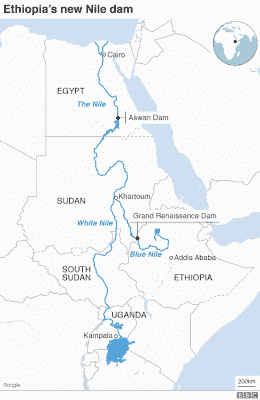 Ethiopia's new Nile dam
Cairo
EGYPT
The Nile
Aswan Dam
SUDAN
Khartoum
Grand Renaissance Dam
White Nile
Blue Nile
Addis Ababa
SOUTH
SUDAN
ETHIOPIA
UGANDA
Kampala
200km
Google
BBC